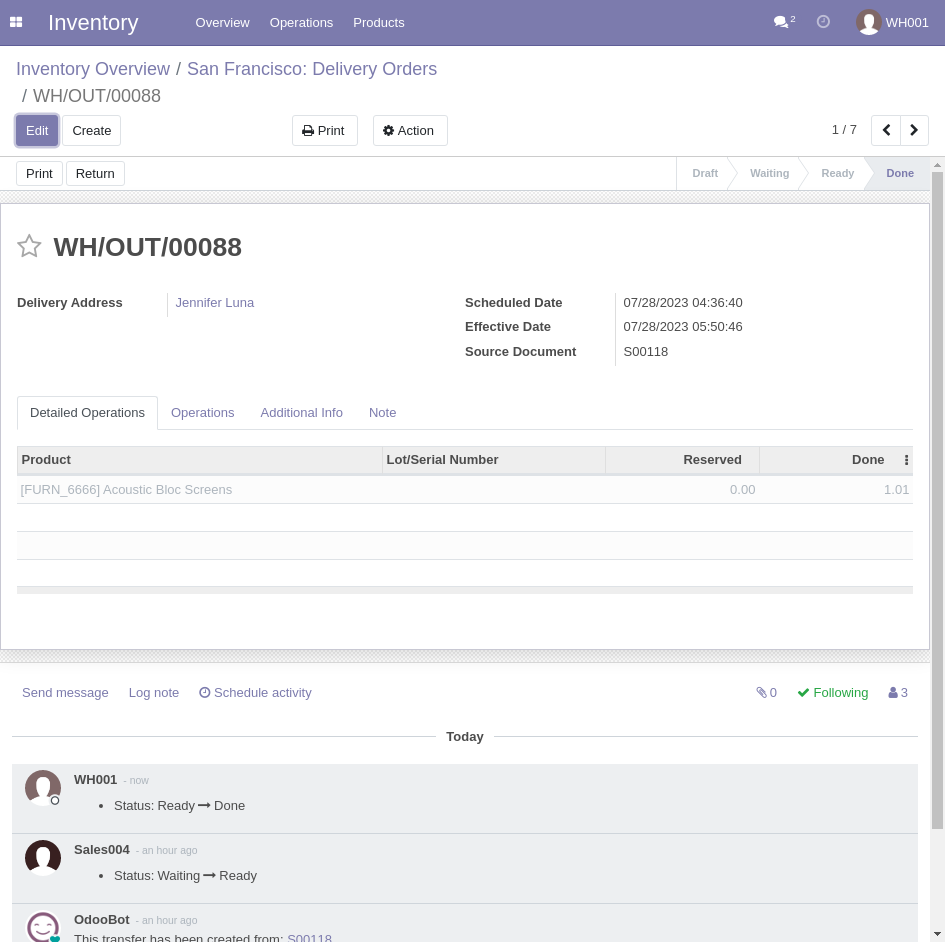 Inventory Overview Operations Products 2 WH001
Inventory Overview / San Francisco: Delivery Orders
/ WH/OUT/00088
Edit Create Print Action 1 / 7
Print Return Draft Waiting Ready Done
WH/OUT/00088
Delivery Address Jennifer Luna Scheduled Date 07/28/2023 04:36:40
Effective Date 07/28/2023 05:50:46
Source Document S00118
Detailed Operations Operations Additional Info Note
Product Lot/Serial Number Reserved Done
[FURN_6666] Acoustic Bloc Screens 0.00 1.01
Send message Log note Schedule activity 0 Following 3
Today
WH001 - now
• Status: Ready → Done
Sales004 - an hour ago
• Status: Waiting → Ready
OdooBot - an hour ago
This transfer has been created from: S00118